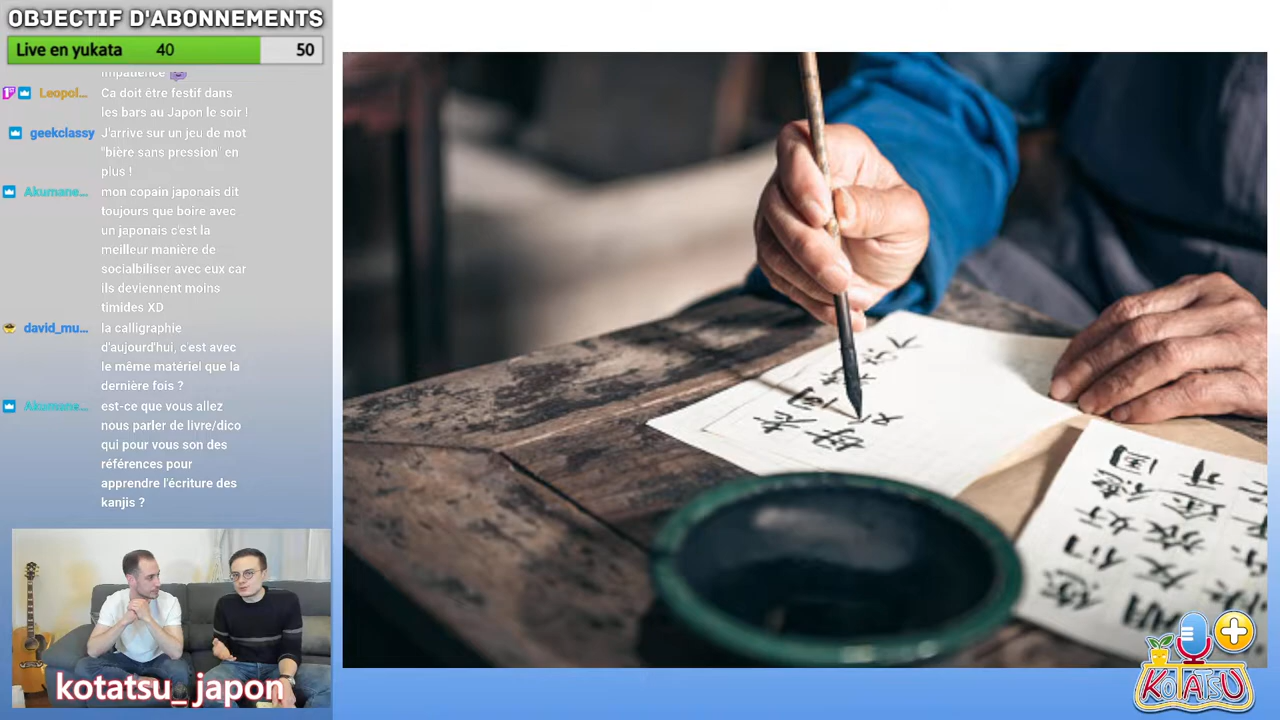 OBJECTIF D'ABONNEMENTS
Live en yukata 40 50
impatience
Leopol... Ca doit être festif dans
les bars au Japon le soir !
geekclassy J'arrive sur un jeu de mot
"bière sans pression" en
plus !
Akumane... mon copain japonais dit
toujours que boire avec
un japonais c'est la
meilleur manière de
socialbiliser avec eux car
ils deviennent moins
timides XD
david_mu... la calligraphie
d'aujourd'hui, c'est avec
le même matériel que la
dernière fois ?
Akumane... est-ce que vous allez
nous parler de livre/dico
qui pour vous son des
références pour
apprendre l'écriture des
kanjis ?
kotatsu_japon
KOTATSU